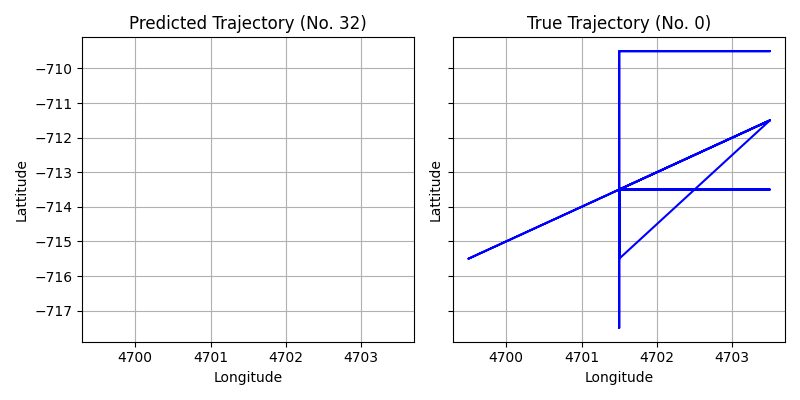 Predicted Trajectory (No. 32)
True Trajectory (No. 0)
−710
−711
−712
−713
−714
−715
−716
−717
Lattitude
Lattitude
4700 4701 4702 4703
4700 4701 4702 4703
Longitude
Longitude